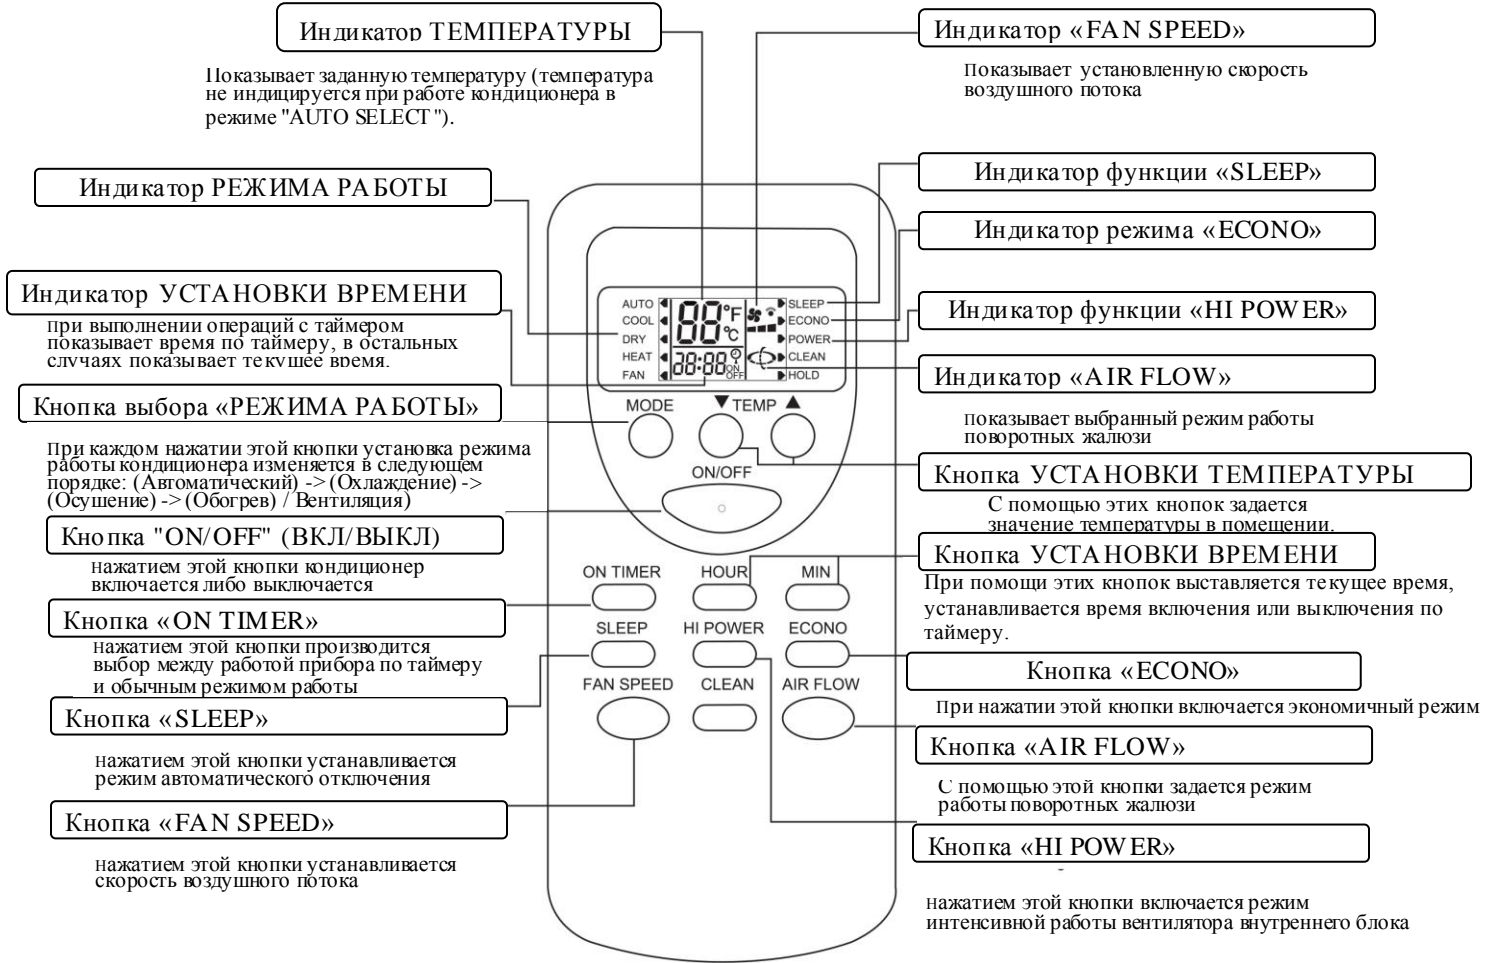 Индикатор ТЕМПЕРАТУРЫ
Показывает заданную температуру (температура
не индицируется при работе кондиционера в
режиме "AUTO SELECT").
Индикатор РЕЖИМА РАБОТЫ
Индикатор УСТАНОВКИ ВРЕМЕНИ
При выполнении операций с таймером
показывает время по таймеру, в остальных
случаях показывает текущее время.
Кнопка выбора «РЕЖИМА РАБОТЫ»
При каждом нажатии этой кнопки установка режима
работы кондиционера изменяется в следующем
порядке: (Автоматический) -> (Охлаждение) ->
(Осушение) -> (Обогрев) / Вентиляция)
Кнопка "ON/OFF" (ВКЛ/ВЫКЛ)
Нажатием этой кнопки кондиционер
включается либо выключается
Кнопка «ON TIMER»
Нажатием этой кнопки производится
выбор между работой прибора по таймеру
и обычным режимом работы
Кнопка «SLEEP»
Нажатием этой кнопки устанавливается
режим автоматического отключения
Кнопка «FAN SPEED»
Нажатием этой кнопки устанавливается
скорость воздушного потока
AUTO
COOL
DRY
HEAT
FAN
88 °F
°C
28:88
ON
OFF
SLEEP
ECONO
POWER
CLEAN
HOLD
MODE
▼ TEMP ▲
ON/OFF
ON TIMER HOUR MIN
SLEEP HI POWER ECONO
FAN SPEED CLEAN AIR FLOW
Индикатор «FAN SPEED»
Показывает установленную скорость
воздушного потока
Индикатор функции «SLEEP»
Индикатор режима «ECONO»
Индикатор функции «HI POWER»
Индикатор «AIR FLOW»
Показывает выбранный режим работы
поворотных жалюзи
Кнопка УСТАНОВКИ ТЕМПЕРАТУРЫ
С помощью этих кнопок задается
значение температуры в помещении.
Кнопка УСТАНОВКИ ВРЕМЕНИ
При помощи этих кнопок выставляется текущее время,
устанавливается время включения или выключения по
таймеру.
Кнопка «ECONO»
При нажатии этой кнопки включается экономичный режим
Кнопка «AIR FLOW»
С помощью этой кнопки задается режим
работы поворотных жалюзи
Кнопка «HI POWER»
Нажатием этой кнопки включается режим
интенсивной работы вентилятора внутреннего блока